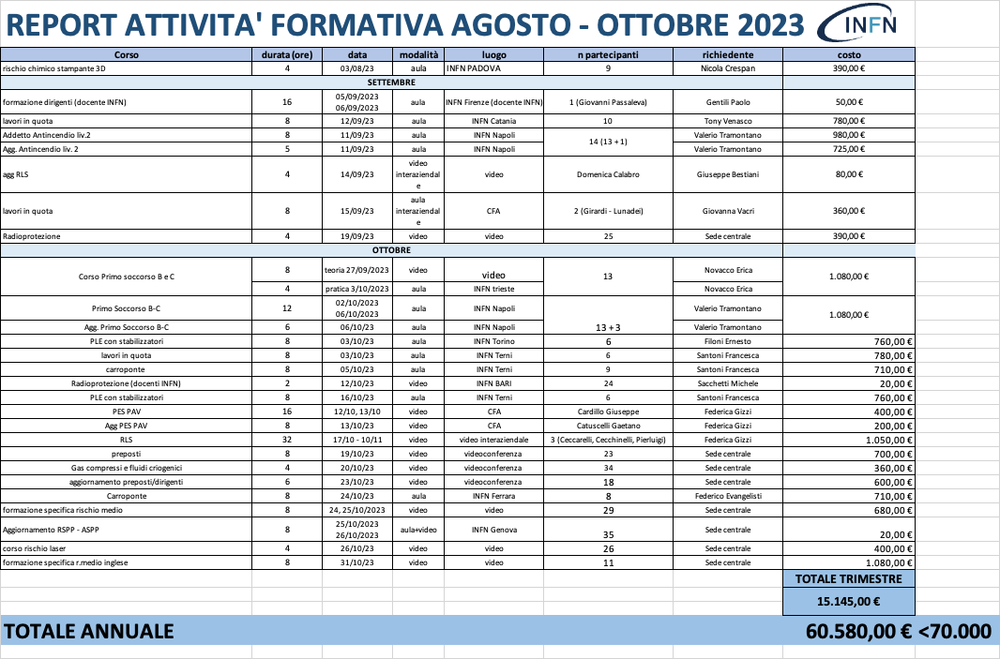 REPORT ATTIVITA' FORMATIVA AGOSTO - OTTOBRE 2023 INFN
Corso durata (ore) data modalità luogo n partecipanti richiedente costo
rischio chimico stampante 3D 4 03/08/23 aula INFN PADOVA 9 Nicola Crespan 390,00 €
SETTEMBRE
formazione dirigenti (docente INFN) 16 05/09/2023 06/09/2023 aula INFN Firenze (docente INFN) 1 (Giovanni Passaleva) Gentili Paolo 50,00 €
lavori in quota 8 12/09/23 aula INFN Catania 10 Tony Venasco 780,00 €
Addetto Antincendio liv.2 8 11/09/23 aula INFN Napoli 14 (13 + 1) Valerio Tramontano 980,00 €
Agg. Antincendio liv. 2 5 11/09/23 aula INFN Napoli Valerio Tramontano 725,00 €
agg RLS 4 14/09/23 video interaziendal e video Domenica Calabro Giuseppe Bestiani 80,00 €
lavori in quota 8 15/09/23 aula interaziendal e CFA 2 (Girardi - Lunadei) Giovanna Vacri 360,00 €
Radioprotezione 4 19/09/23 video video 25 Sede centrale 390,00 €
OTTOBRE
Corso Primo soccorso B e C 8 teoria 27/09/2023 video video 13 Novacco Erica 1.080,00 €
4 pratica 3/10/2023 aula INFN trieste Novacco Erica
Primo Soccorso B-C 12 02/10/2023 06/10/2023 aula INFN Napoli Valerio Tramontano 1.080,00 €
Agg. Primo Soccorso B-C 6 06/10/23 aula INFN Napoli 13 + 3 Valerio Tramontano
PLE con stabilizzatori 8 03/10/23 aula INFN Torino 6 Filoni Ernesto 760,00 €
lavori in quota 8 03/10/23 aula INFN Terni 6 Santoni Francesca 780,00 €
carroponte 8 05/10/23 aula INFN Terni 9 Santoni Francesca 710,00 €
Radioprotezione (docenti INFN) 2 12/10/23 video INFN BARI 24 Sacchetti Michele 20,00 €
PLE con stabilizzatori 8 16/10/23 aula INFN Terni 6 Santoni Francesca 760,00 €
PES PAV 16 12/10, 13/10 video CFA Cardillo Giuseppe Federica Gizzi 400,00 €
Agg PES PAV 8 13/10/23 video CFA Catuscelli Gaetano Federica Gizzi 200,00 €
RLS 32 17/10 - 10/11 video video interaziendale 3 (Ceccarelli, Cecchinelli, Pierluigi) Federica Gizzi 1.050,00 €
preposti 8 19/10/23 video videoconferenza 23 Sede centrale 700,00 €
Gas compressi e fluidi criogenici 4 20/10/23 video videoconferenza 34 Sede centrale 360,00 €
aggiornamento preposti/dirigenti 6 23/10/23 video videoconferenza 18 Sede centrale 600,00 €
Carroponte 8 24/10/23 aula INFN Ferrara 8 Federico Evangelisti 710,00 €
formazione specifica rischio medio 8 24, 25/10/2023 video video 29 Sede centrale 680,00 €
Aggiornamento RSPP - ASPP 8 25/10/2023 26/10/2023 aula+video INFN Genova 35 Sede centrale 20,00 €
corso rischio laser 4 26/10/23 video video 26 Sede centrale 400,00 €
formazione specifica r.medio inglese 8 31/10/23 video video 11 Sede centrale 1.080,00 €
TOTALE TRIMESTRE
15.145,00 €
TOTALE ANNUALE 60.580,00 € <70.000